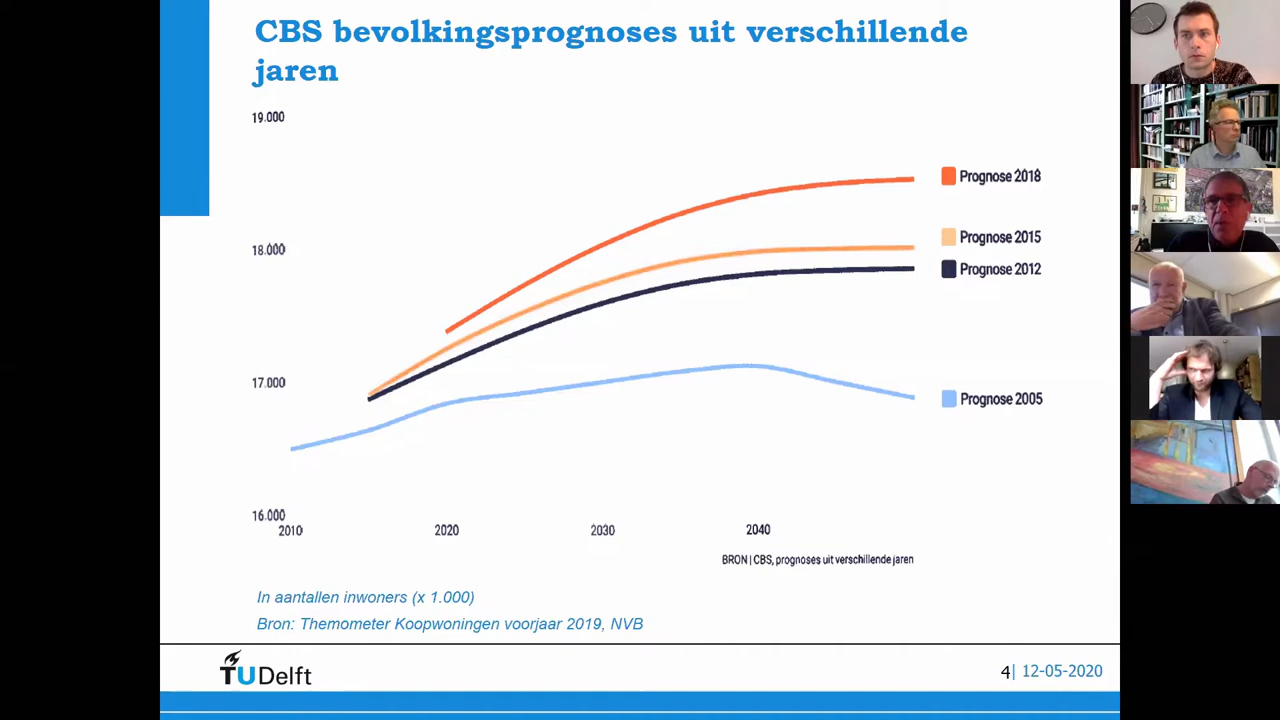 CBS bevolkingsprognoses uit verschillende
jaren
19.000
Prognose 2018
Prognose 2015
18.000
Prognose 2012
17.000
Prognose 2005
16.000
2010
2020
2030
2040
BRON | CBS, prognoses uit verschillende jaren
In aantallen inwoners (x 1.000)
Bron: Themometer Koopwoningen voorjaar 2019, NVB
TUDelft
4| 12-05-2020